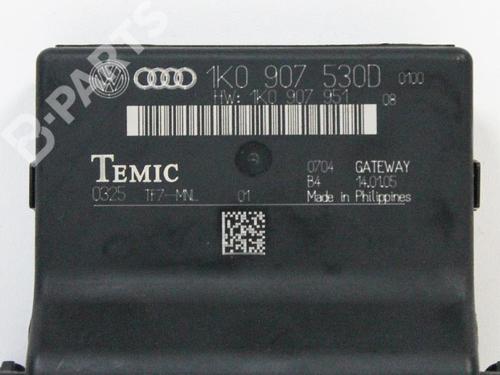 1K0 907 530D 0100
HW: 1K0 907 951 08
TEMIC 0704 GATEWAY
0325 TF7-MNL 01 B4 14.01.05
Made in Philippines
B-PARTS